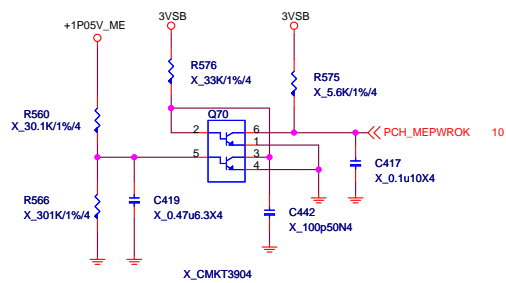 +1P05V_ME
3VSB
3VSB
R576
X_33K/1%/4
R575
X_5.6K/1%/4
R560
X_30.1K/1%/4
Q70
2
6
1
5
3
4
PCH_MEPWROK 10
C417
X_0.1u10X4
R566
X_301K/1%/4
C419
X_0.47u6.3X4
C442
X_100p50N4
X_CMKT3904